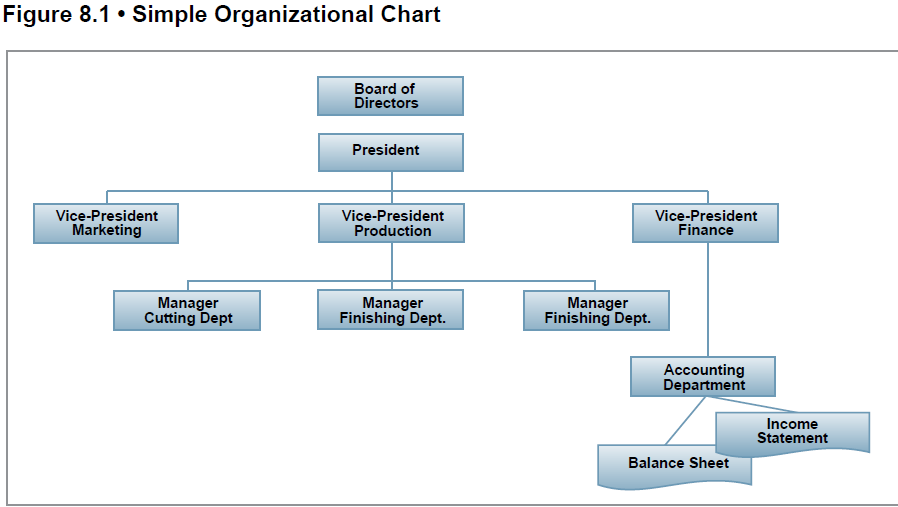 Figure 8.1 • Simple Organizational Chart
Board of
Directors
President
Vice-President
Marketing
Vice-President
Production
Vice-President
Finance
Manager
Cutting Dept
Manager
Finishing Dept.
Manager
Finishing Dept.
Accounting
Department
Income
Statement
Balance Sheet